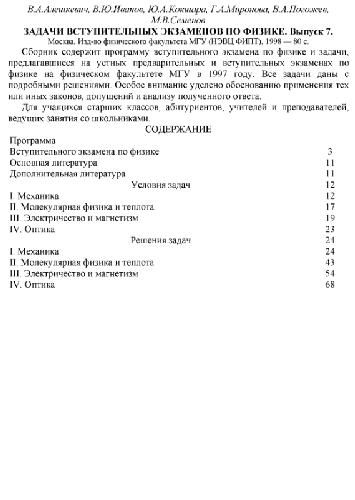 В.А.Алешкевич, В.Ю.Иванов, Ю.А.Кокшаров, Г.А.Миронова, В.А.Погожев,
М.В.Семенов
ЗАДАЧИ ВСТУПИТЕЛЬНЫХ ЭКЗАМЕНОВ ПО ФИЗИКЕ. Выпуск 7.
Москва. Изд-во физического факультета МГУ (НЭВЦ ФИПТ), 1998 — 80 с.
Сборник содержит программу вступительного экзамена по физике и задачи,
предлагавшиеся на устных предварительных и вступительных экзаменах по
физике на физическом факультете МГУ в 1997 году. Все задачи даны с
подробными решениями. Особое внимание уделено обоснованию применения тех
или иных законов, допущений и анализу полученного ответа.
Для учащихся старших классов, абитуриентов, учителей и преподавателей,
ведущих занятия со школьниками.
СОДЕРЖАНИЕ
Программа
Вступительного экзамена по физике 3
Основная литература 11
Дополнительная литература 11
Условия задач 12
I. Механика 12
II. Молекулярная физика и теплота 17
III. Электричество и магнетизм 19
IV. Оптика 23
Решения задач 24
I. Механика 24
II. Молекулярная физика и теплота 43
III. Электричество и магнетизм 54
IV. Оптика 68